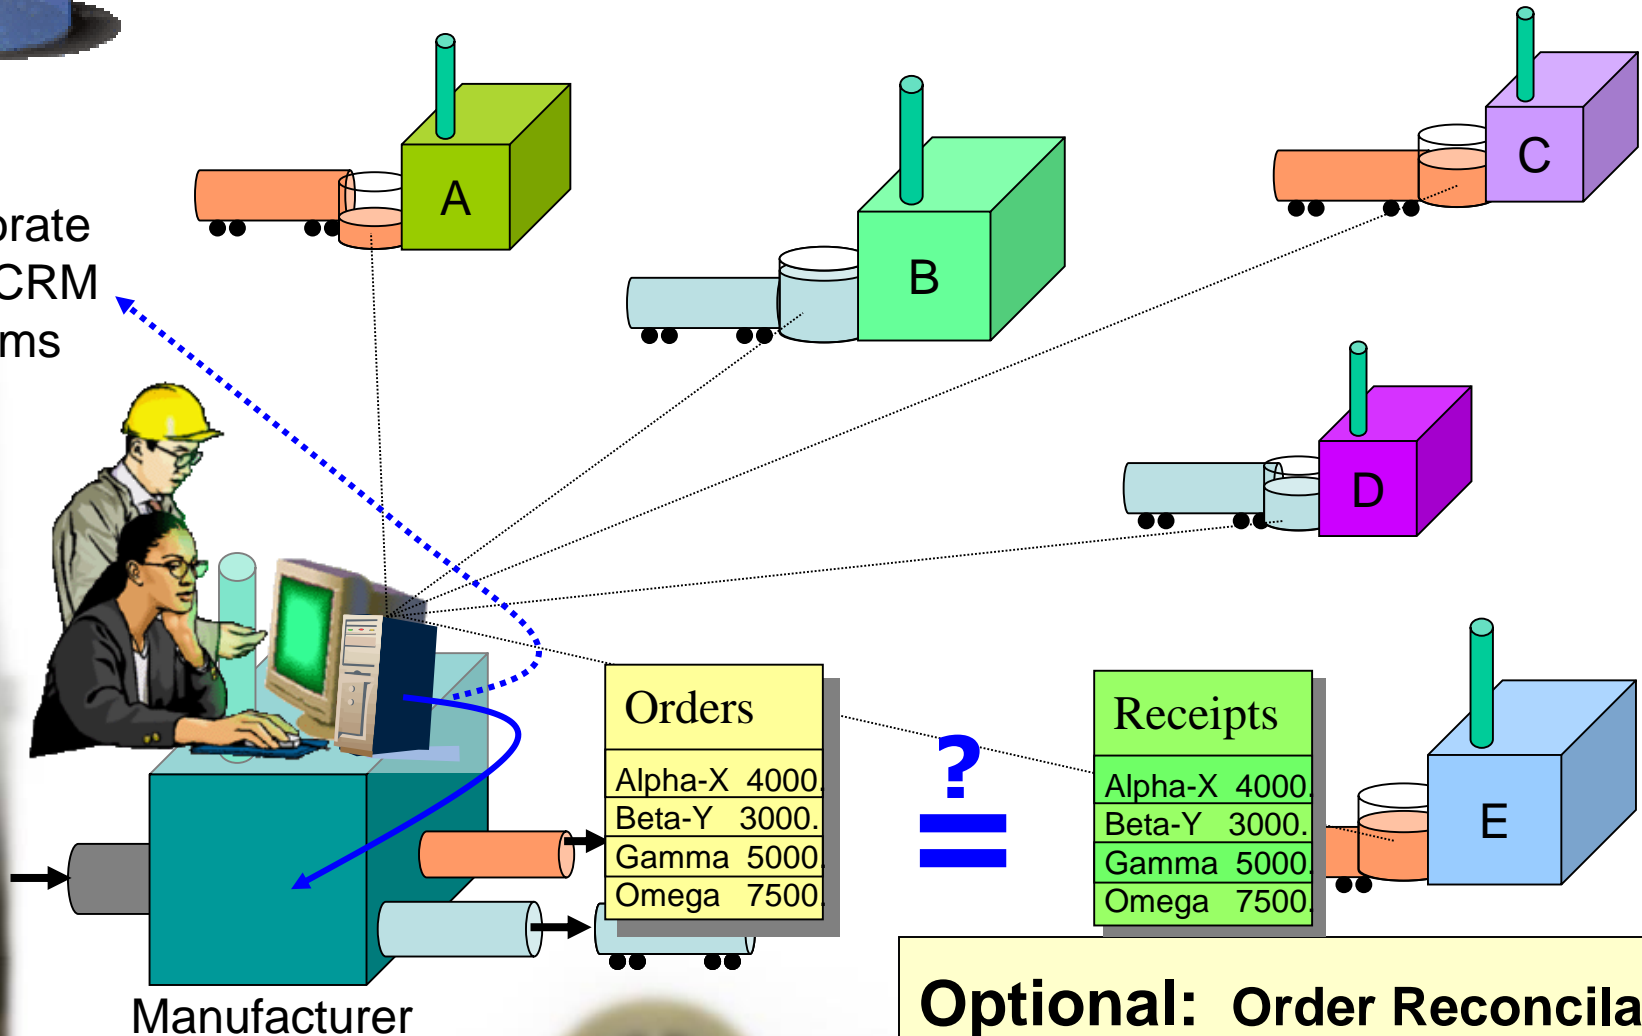 A
B
C
orate
CRM
ms
D
E
Orders
Alpha-X 4000.
Beta-Y 3000.
Gamma 5000.
Omega 7500.
?
=
Receipts
Alpha-X 4000.
Beta-Y 3000.
Gamma 5000.
Omega 7500.
Manufacturer
Optional: Order Reconcila